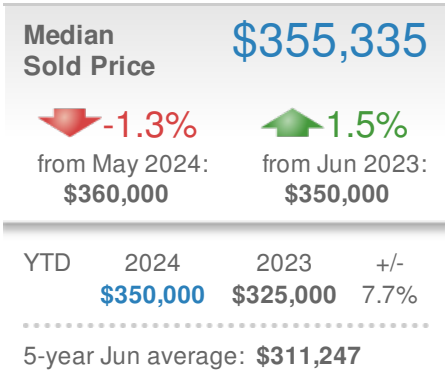 Median
Sold Price
$355,335
-1.3%
from May 2024:
$360,000
1.5%
from Jun 2023:
$350,000
YTD 2024 2023 +/-
$350,000 $325,000 7.7%
5-year Jun average: $311,247